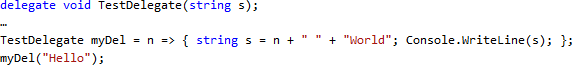 delegate void TestDelegate(string s);
…
TestDelegate myDel = n => { string s = n + " " + "World"; Console.WriteLine(s); };
myDel("Hello");